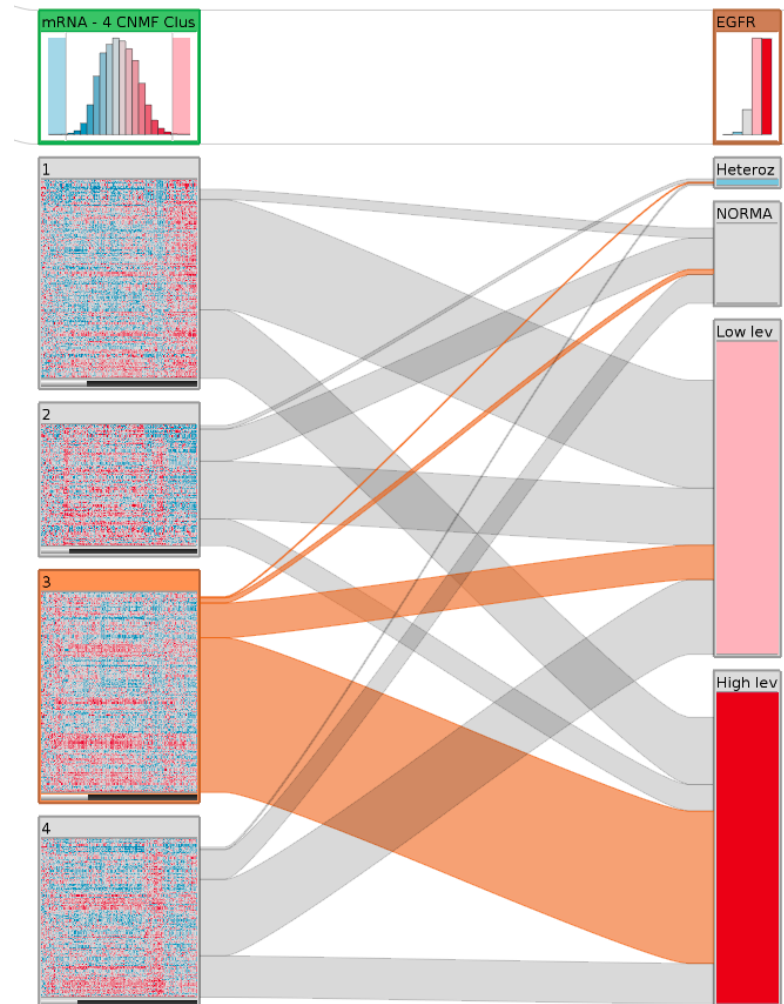 mRNA - 4 CNMF Clus
EGFR
1
Heteroz
NORMA
Low lev
2
3
High lev
4